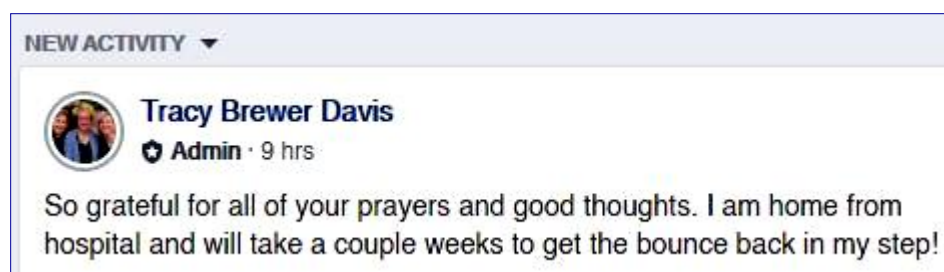 NEW ACTIVITY
Tracy Brewer Davis
Admin · 9 hrs
So grateful for all of your prayers and good thoughts. I am home from
hospital and will take a couple weeks to get the bounce back in my step!